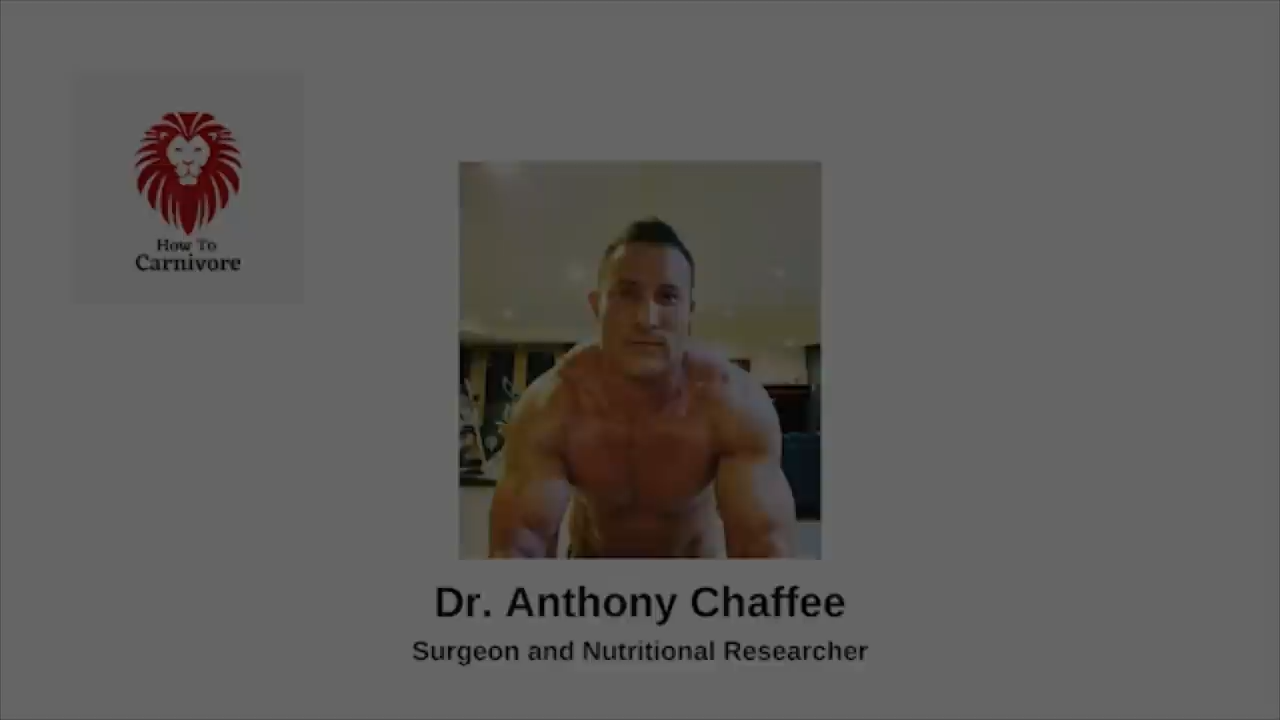 How To
Carnivore
Dr. Anthony Chaffee
Surgeon and Nutritional Researcher